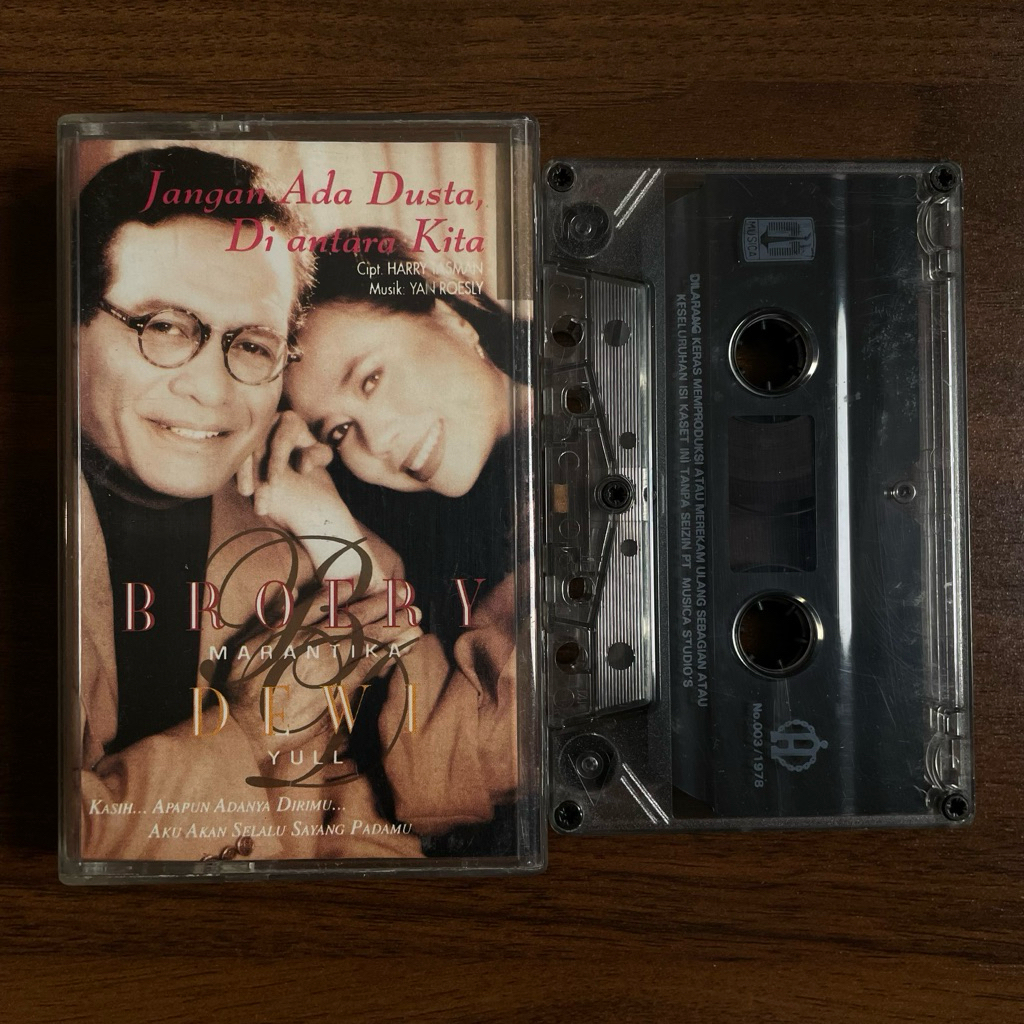 Jangan Ada Dusta,
Di antara Kita
Cipt. HARRY TASMAN
Musik: YAN ROESLY
BROERY
MARANTIKA
DEWI
YULL
KASIH... APAPUN ADANYA DIRIMU...
AKU AKAN SELALU SAYANG PADAMU
MUSICA
DILARANG KERAS MEMPRODUKSI ATAU MEREKAM ULANG SEBAGIAN ATAU
KESELURUHAN ISI KASET INI TANPA SEIZIN PT MUSICA STUDIO'S
No.003/1978